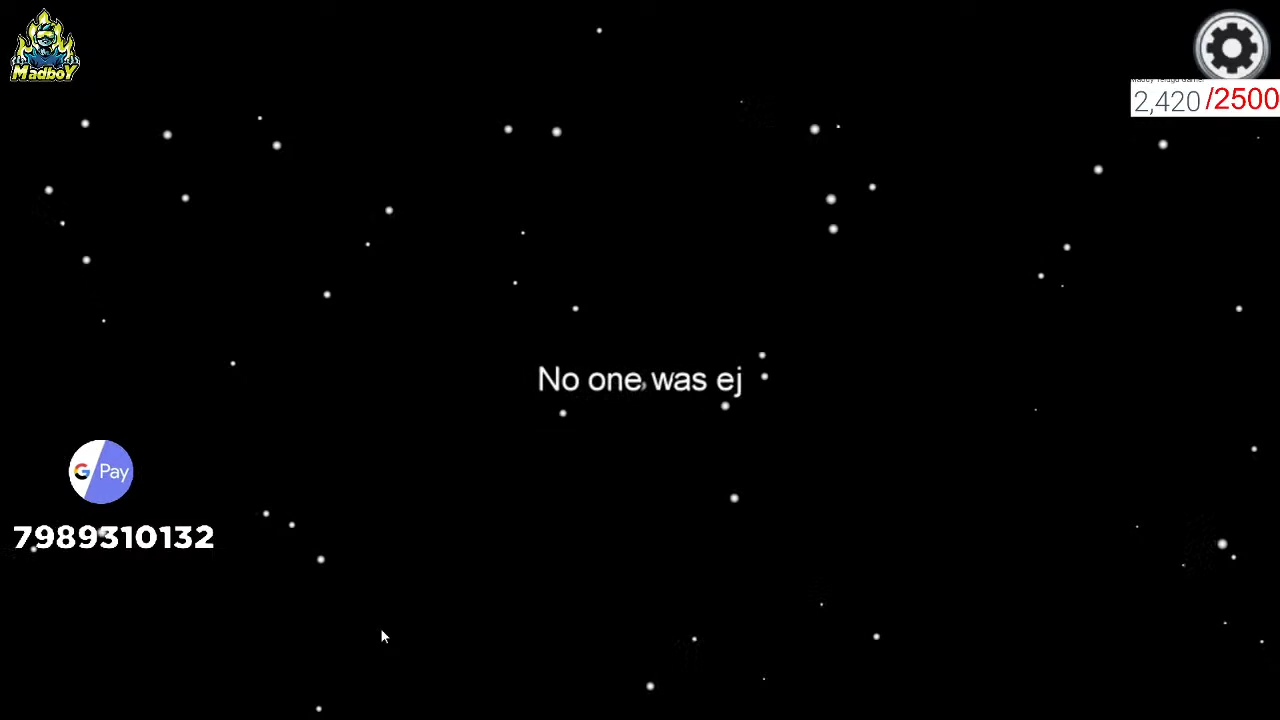 MadboY
2,420 /2500
No one was ej
G Pay
7989310132